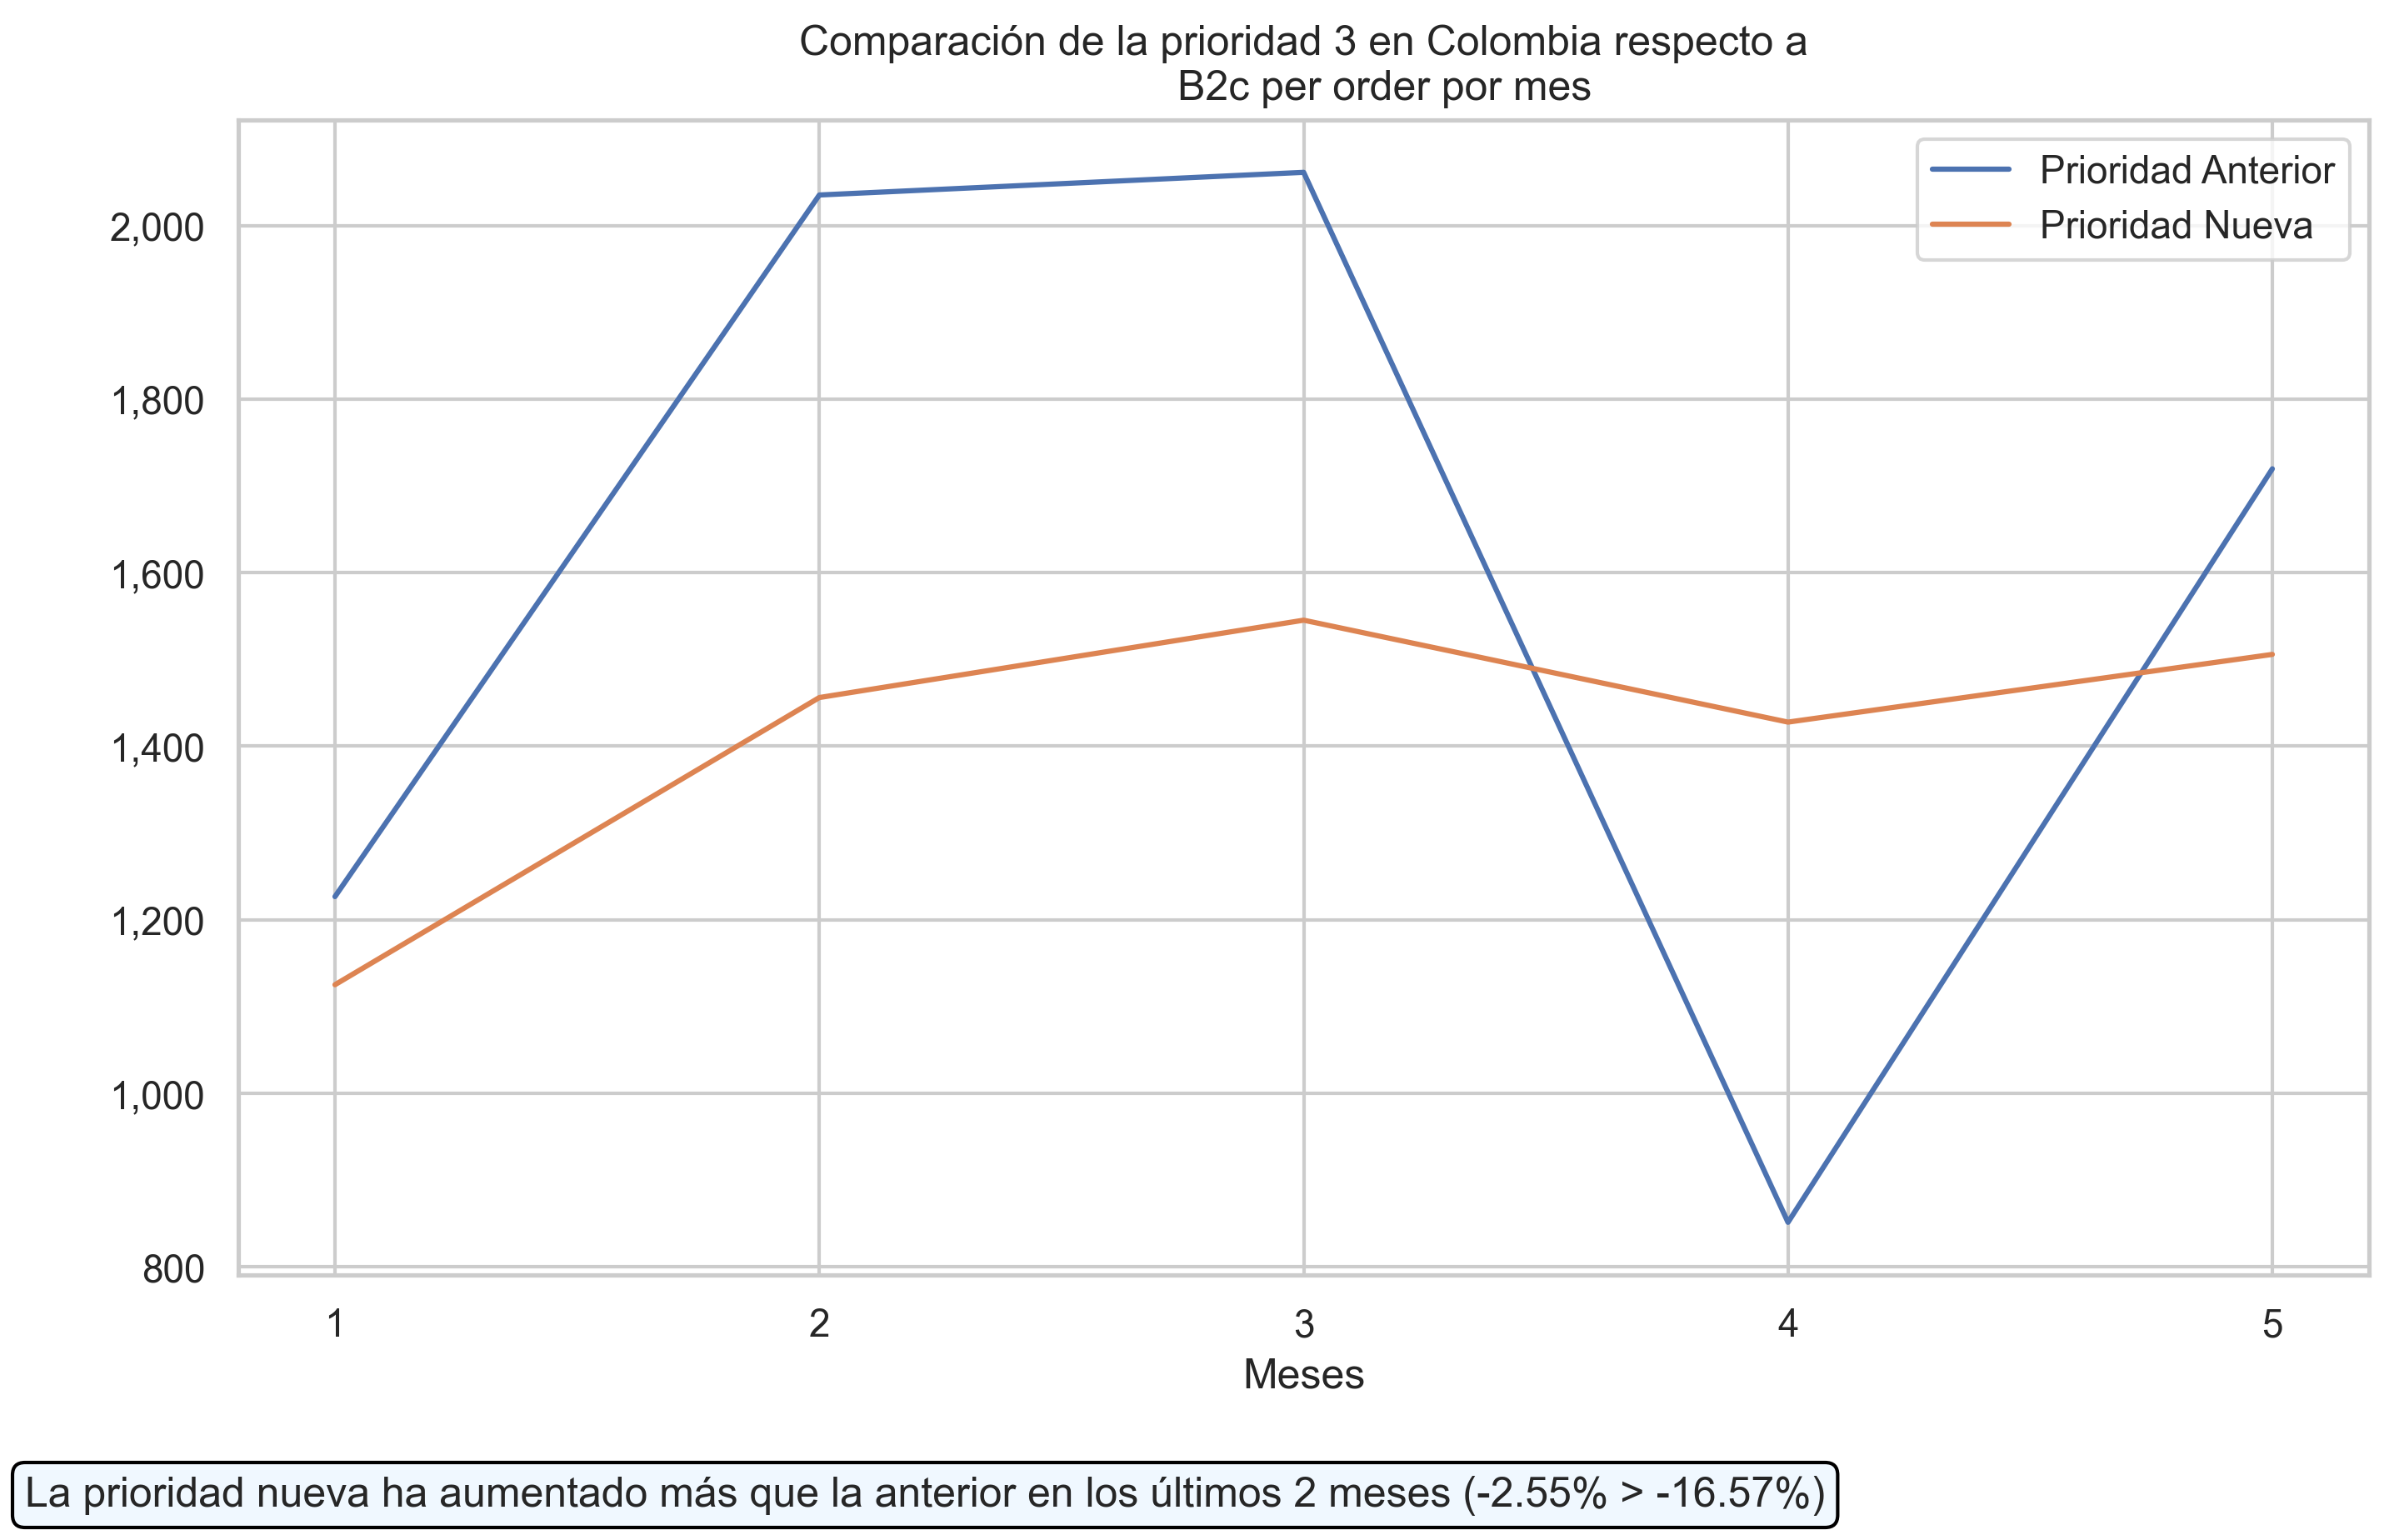 Comparación de la prioridad 3 en Colombia respecto a
B2c per order por mes
Prioridad Anterior
Prioridad Nueva
2,000
1,800
1,600
1,400
1,200
1,000
800
1 2 3 4 5
Meses
La prioridad nueva ha aumentado más que la anterior en los últimos 2 meses (-2.55% > -16.57%)